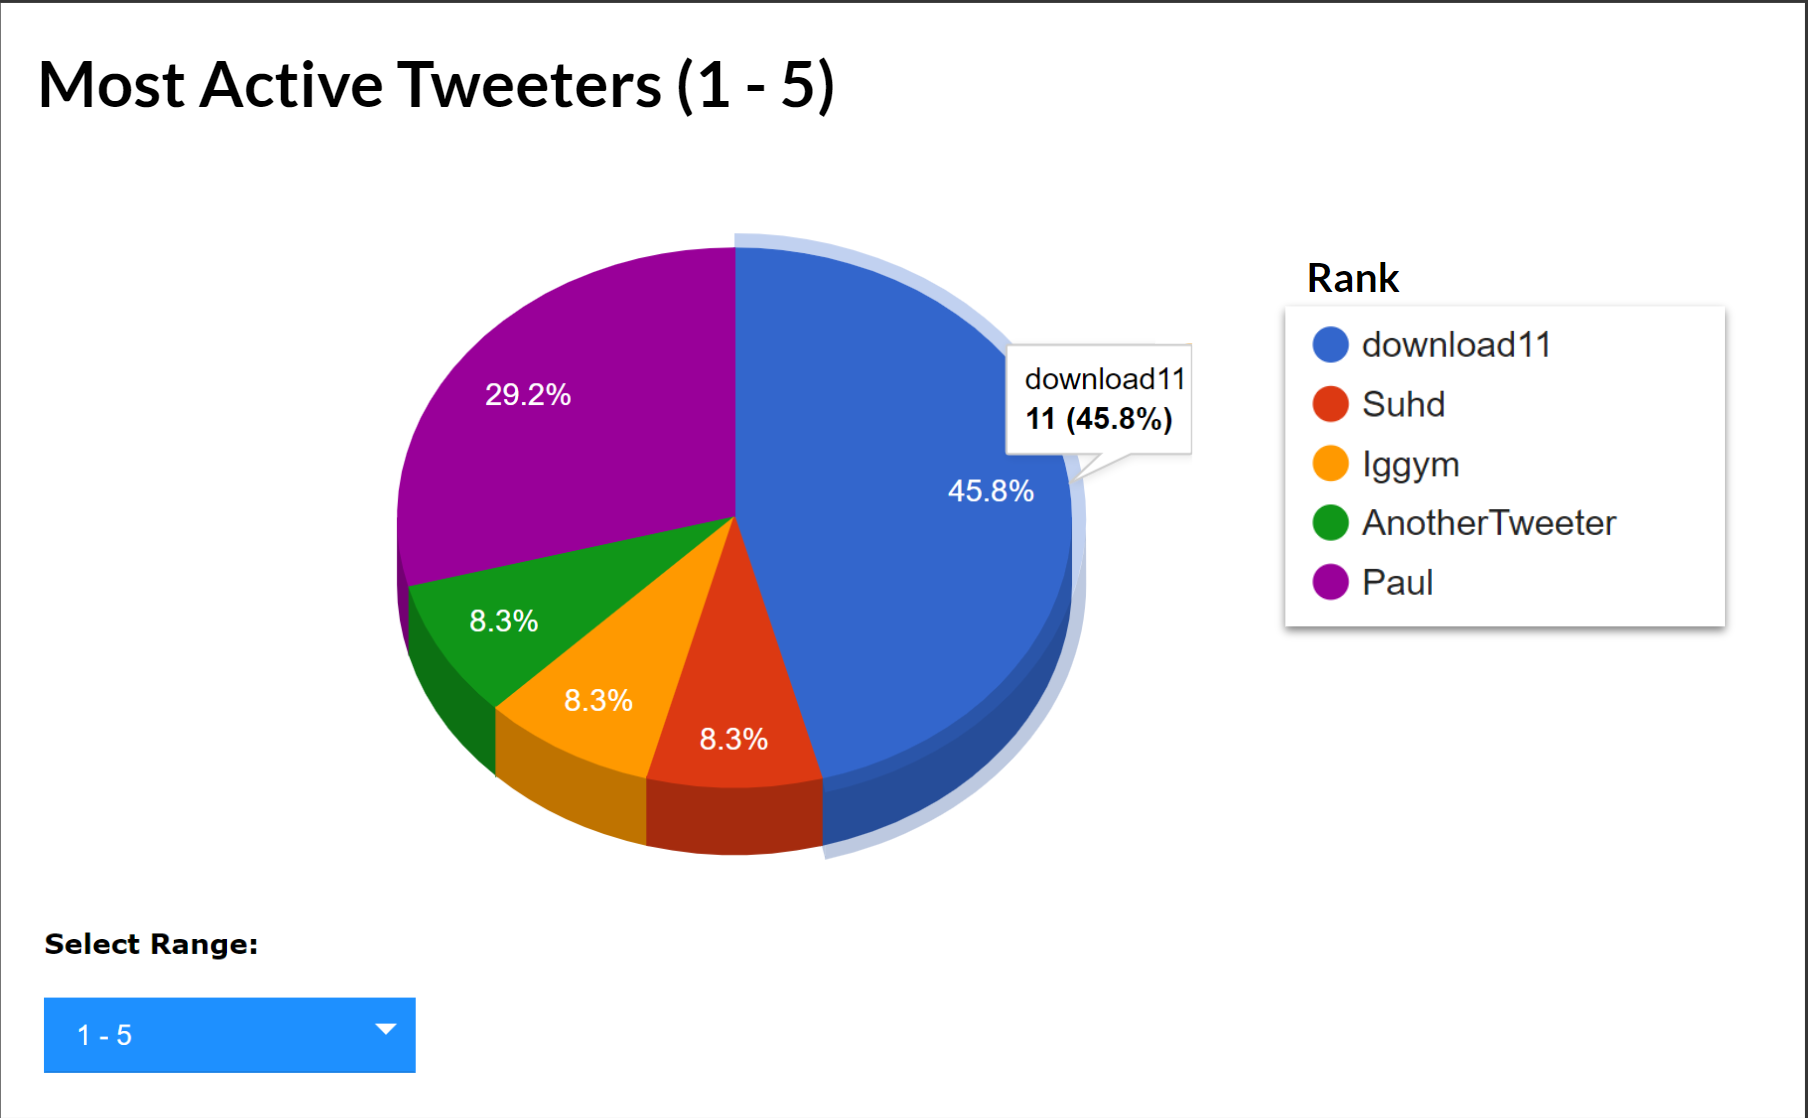 Most Active Tweeters (1 - 5)
Rank
download11
Suhd
Iggym
AnotherTweeter
Paul
download11
11 (45.8%)
29.2%
45.8%
8.3%
8.3%
8.3%
Select Range:
1 - 5